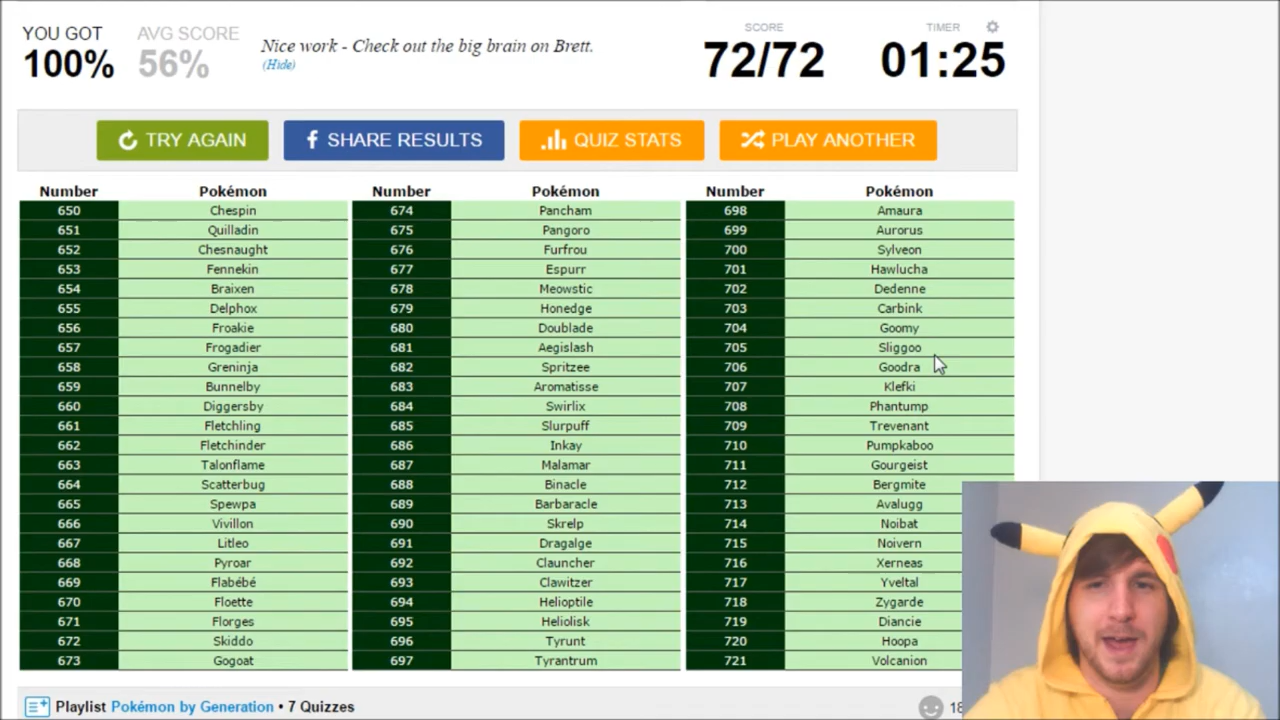 YOU GOT
100%
AVG SCORE
56%
Nice work - Check out the big brain on Brett.
(Hide)
SCORE
72/72
TIMER
01:25
TRY AGAIN
f SHARE RESULTS
QUIZ STATS
PLAY ANOTHER
Number Pokémon Number Pokémon Number Pokémon
650 Chespin 674 Pancham 698 Amaura
651 Quilladin 675 Pangoro 699 Aurorus
652 Chesnaught 676 Furfrou 700 Sylveon
653 Fennekin 677 Espurr 701 Hawlucha
654 Braixen 678 Meowstic 702 Dedenne
655 Delphox 679 Honedge 703 Carbink
656 Froakie 680 Doublade 704 Goomy
657 Frogadier 681 Aegislash 705 Sliggoo
658 Greninja 682 Spritzee 706 Goodra
659 Bunnelby 683 Aromatisse 707 Klefki
660 Diggersby 684 Swirlix 708 Phantump
661 Fletchling 685 Slurpuff 709 Trevenant
662 Fletchinder 686 Inkay 710 Pumpkaboo
663 Talonflame 687 Malamar 711 Gourgeist
664 Scatterbug 688 Binacle 712 Bergmite
665 Spewpa 689 Barbaracle 713 Avalugg
666 Vivillon 690 Skrelp 714 Noibat
667 Litleo 691 Dragalge 715 Noivern
668 Pyroar 692 Clauncher 716 Xerneas
669 Flabébé 693 Clawitzer 717 Yveltal
670 Floette 694 Helioptile 718 Zygarde
671 Florges 695 Heliolisk 719 Diancie
672 Skiddo 696 Tyrunt 720 Hoopa
673 Gogoat 697 Tyrantrum 721 Volcanion
Playlist Pokémon by Generation • 7 Quizzes